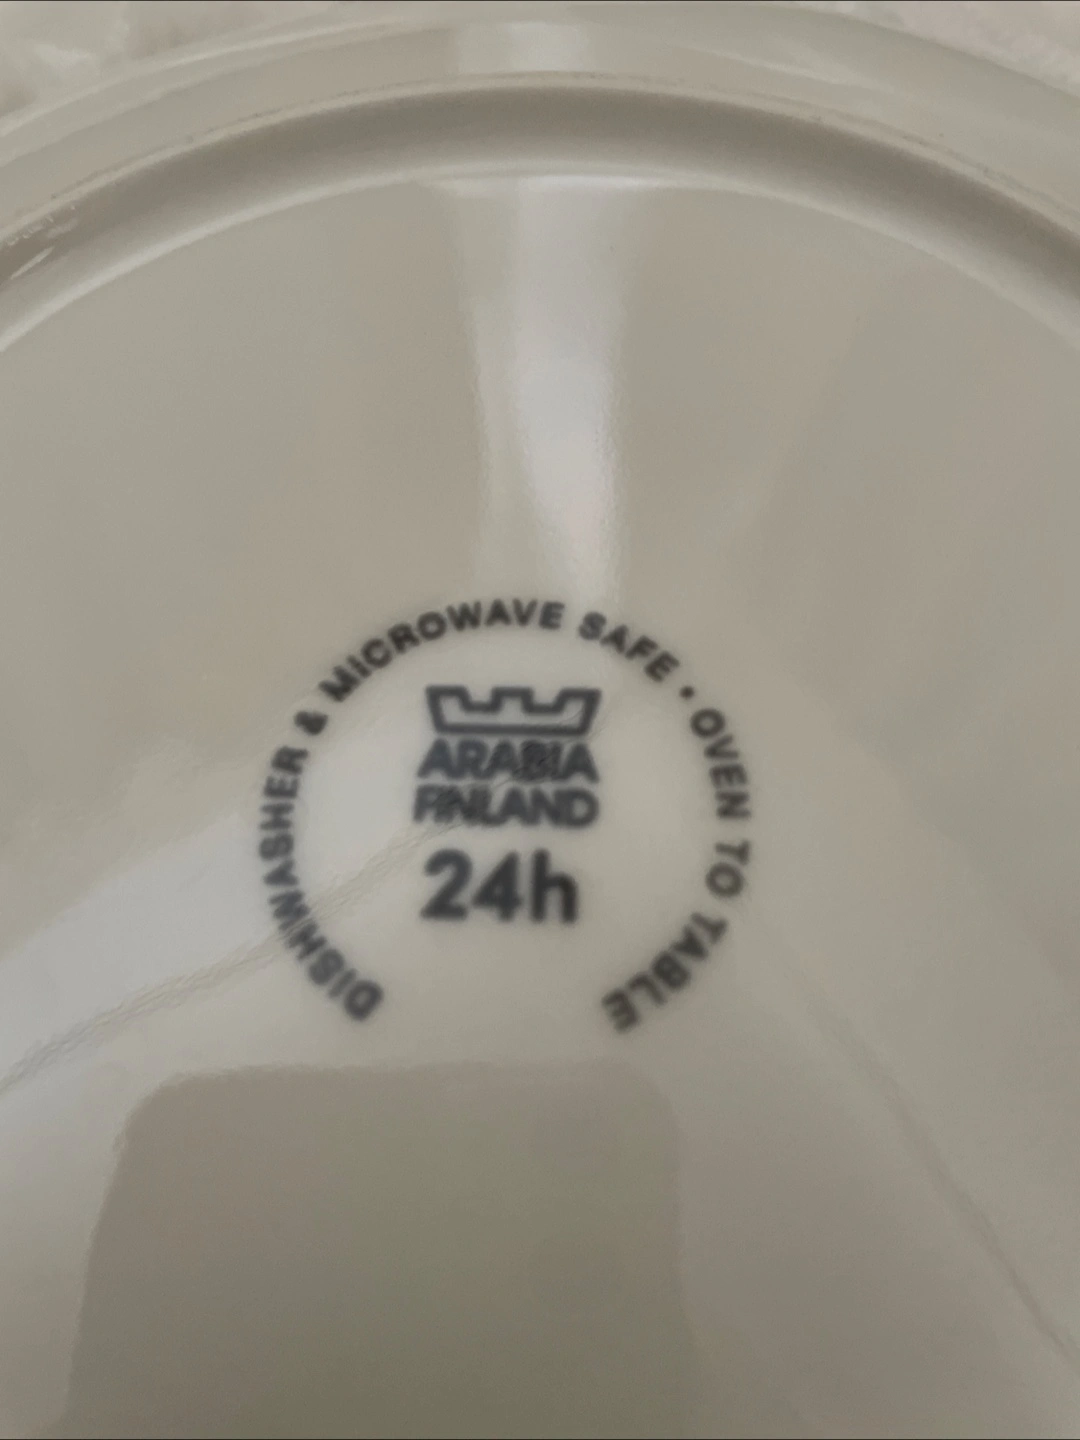 DISHWASHER & MICROWAVE SAFE • OVEN TO TABLE
ARABIA
FINLAND
24h